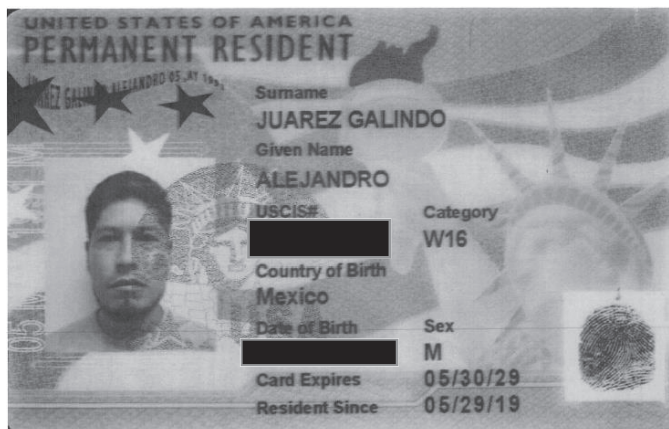 UNITED STATES OF AMERICA
PERMANENT RESIDENT
ALEJANDRO
Surname
JUAREZ GALINDO
Given Name
ALEJANDRO
USCIS# Category
W16
Country of Birth
Mexico
Date of Birth Sex
M
Card Expires 05/30/29
Resident Since 05/29/19